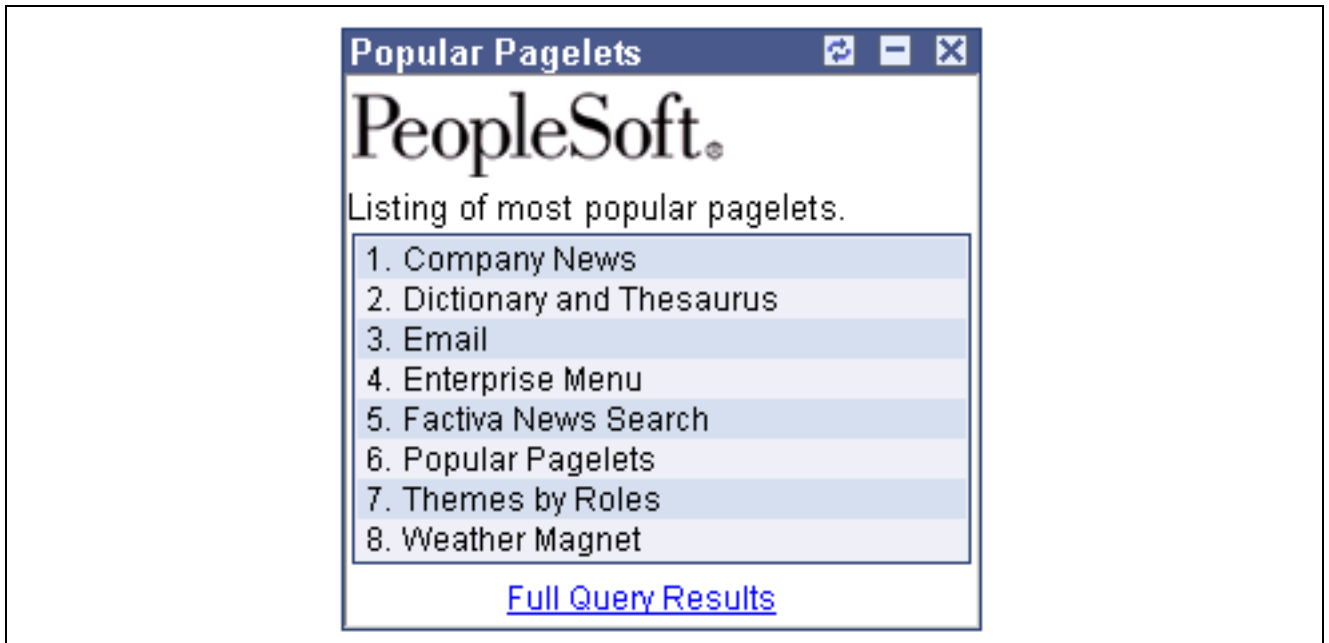 Popular Pagelets
PeopleSoft®
Listing of most popular pagelets.
1. Company News
2. Dictionary and Thesaurus
3. Email
4. Enterprise Menu
5. Factiva News Search
6. Popular Pagelets
7. Themes by Roles
8. Weather Magnet
Full Query Results